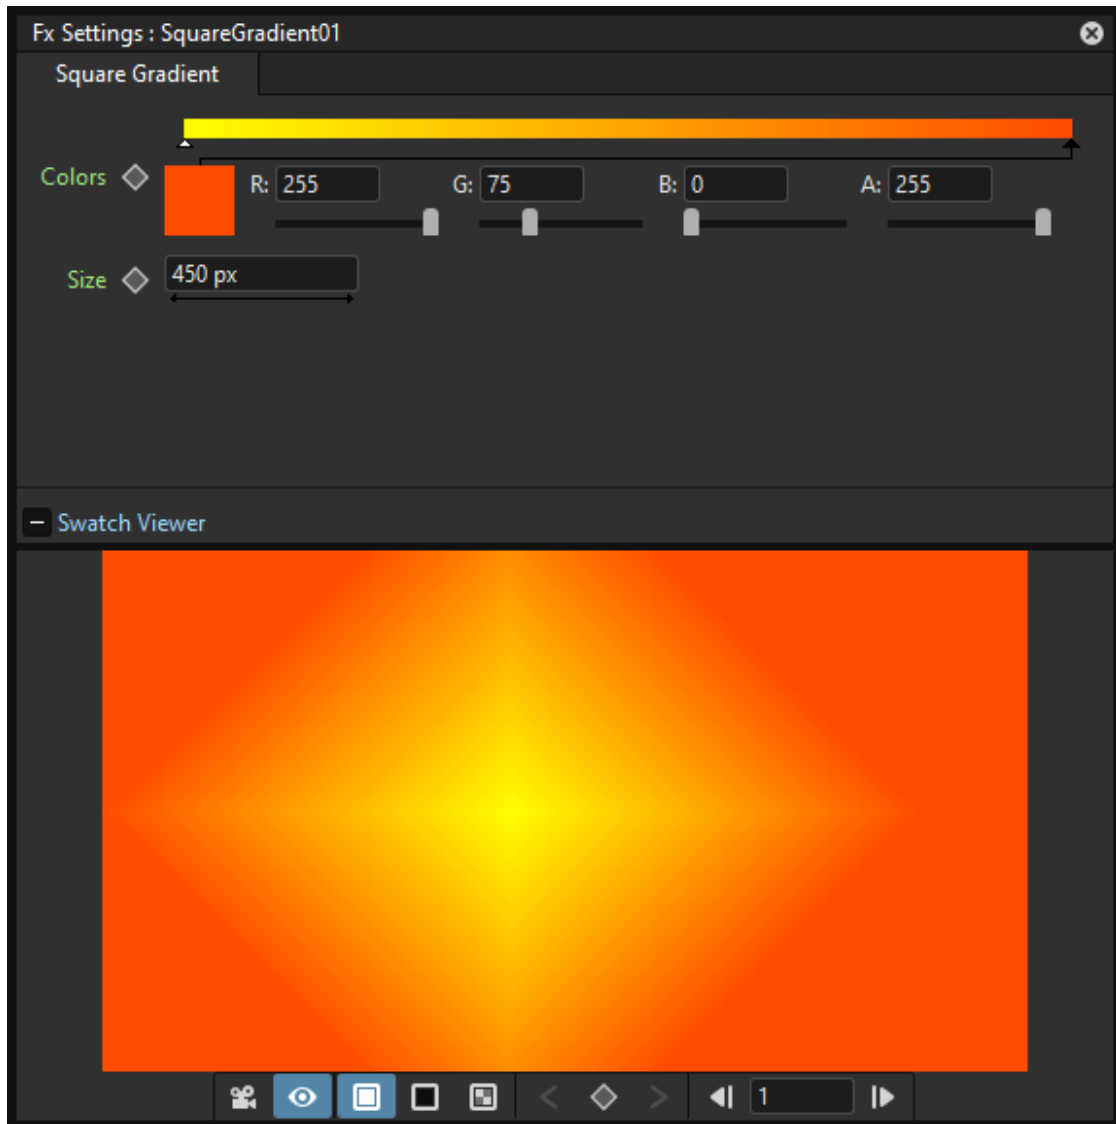 Fx Settings : SquareGradient01
Square Gradient
Colors R: 255 G: 75 B: 0 A: 255
Size 450 px
Swatch Viewer
1